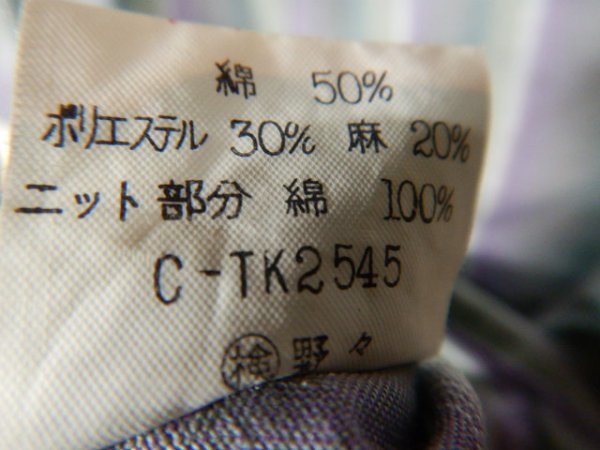 綿 50%
ポリエステル 30% 麻 20%
ニット部分 綿 100%
C-TK2545
検 野々